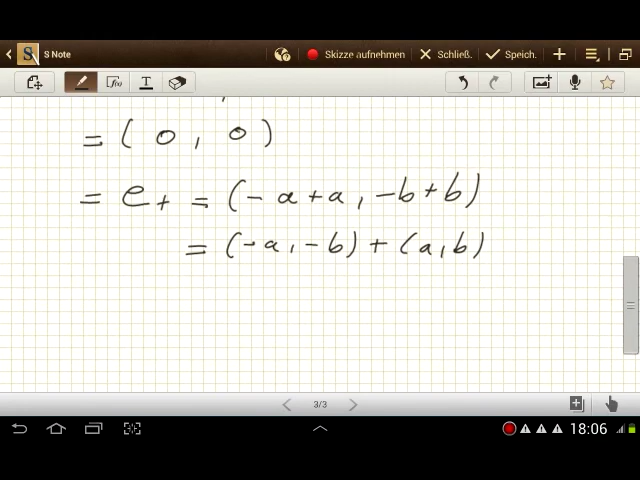 S Note
Skizze aufnehmen
Schließ.
Speich.
f(x)
T
= ( 0 , 0 )
= e+ = (-a+a, -b+b)
= (-a, -b) + (a, b)
3/3
18:06